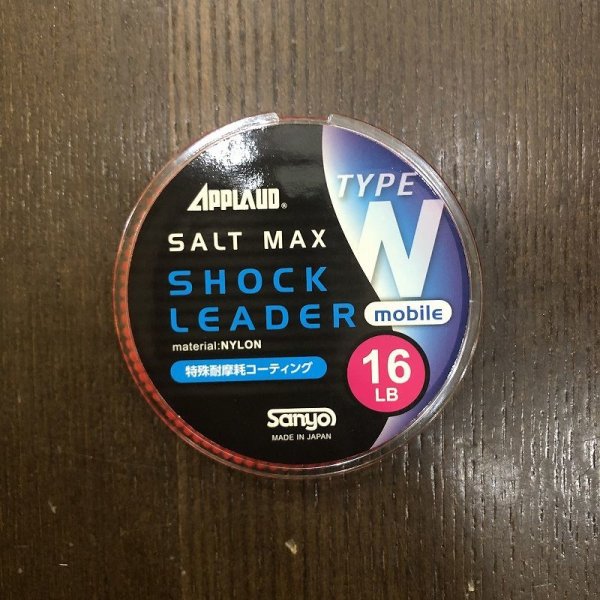 APPLAUD®
TYPE
N
SALT MAX
SHOCK
LEADER
mobile
material:NYLON
特殊耐摩耗コーティング
16
LB
Sanyo
MADE IN JAPAN